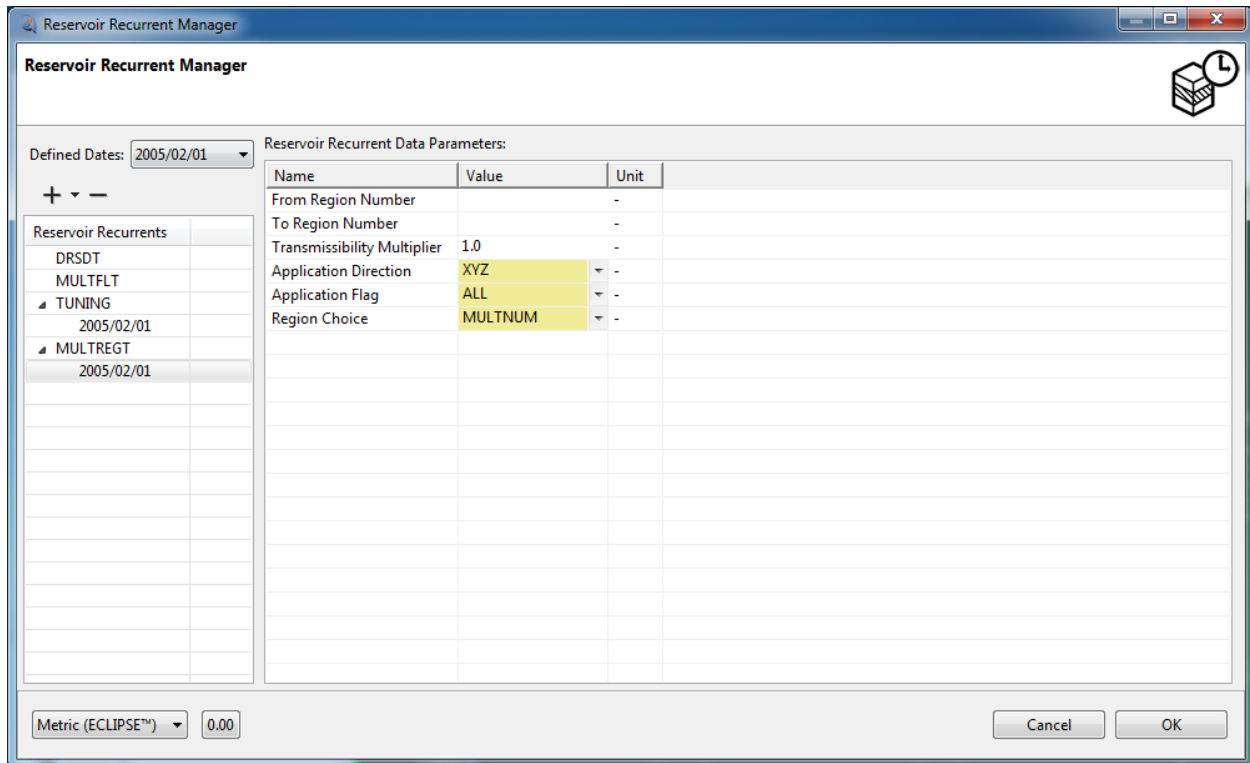 Reservoir Recurrent Manager
Reservoir Recurrent Manager
Defined Dates: 2005/02/01
Reservoir Recurrents
DRSDT
MULTFLT
TUNING
2005/02/01
MULTREGT
2005/02/01
Reservoir Recurrent Data Parameters:
Name Value Unit
From Region Number -
To Region Number -
Transmissibility Multiplier 1.0 -
Application Direction XYZ -
Application Flag ALL -
Region Choice MULTNUM -
Metric (ECLIPSE™) 0.00 Cancel OK